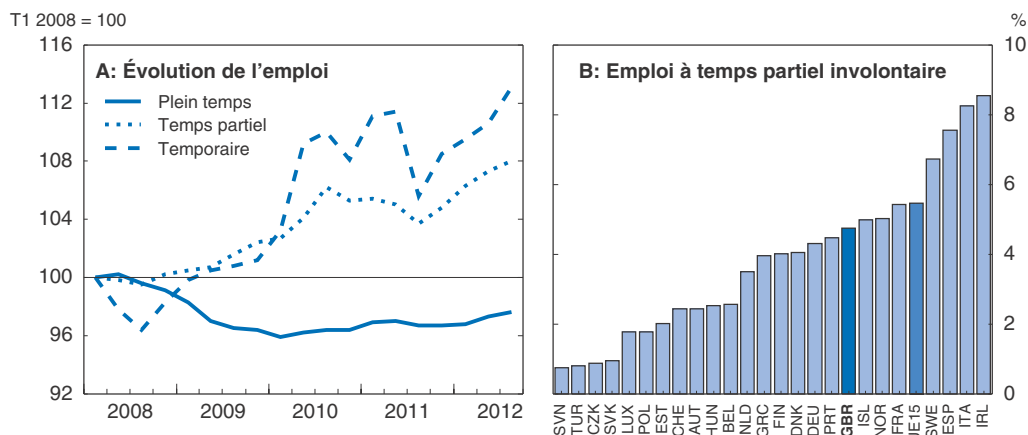 T1 2008 = 100
%
A: Évolution de l’emploi
Plein temps
Temps partiel
Temporaire
116
112
108
104
100
96
92
2008
2009
2010
2011
2012
B: Emploi à temps partiel involontaire
10
8
6
4
2
0
SVN
TUR
CZK
SVK
LUX
POL
EST
CHE
AUT
HUN
BEL
NLD
GRC
FIN
DNK
DEU
PRT
GBR
ISL
NOR
FRA
UE15
SWE
ESP
ITA
IRL